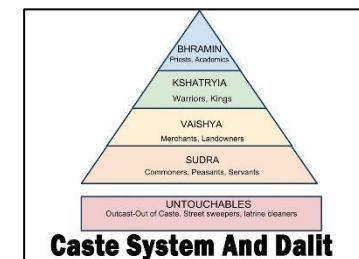 BHRAMIN
Priests, Academics
KSHATRYIA
Warriors, Kings
VAISHYA
Merchants, Landowners
SUDRA
Commoners, Peasants, Servants
UNTOUCHABLES
Outcast-Out of Caste. Street sweepers, latrine cleaners
Caste System And Dalit